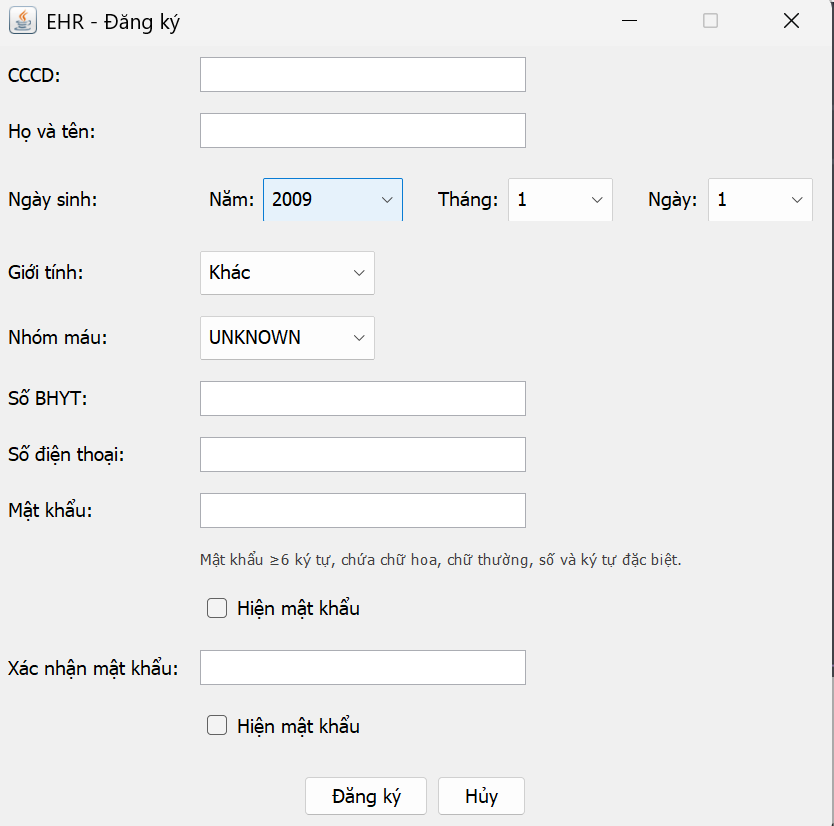 EHR - Đăng ký
CCCD:
Họ và tên:
Ngày sinh: Năm: 2009 Tháng: 1 Ngày: 1
Giới tính: Khác
Nhóm máu: UNKNOWN
Số BHYT:
Số điện thoại:
Mật khẩu:
Mật khẩu ≥6 ký tự, chứa chữ hoa, chữ thường, số và ký tự đặc biệt.
Hiện mật khẩu
Xác nhận mật khẩu:
Hiện mật khẩu
Đăng ký Hủy